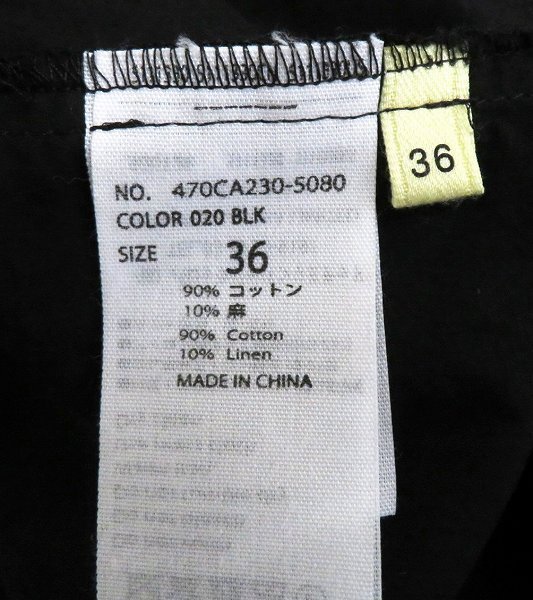 NO. 470CA230-5080
COLOR 020 BLK
SIZE 36
90% コットン
10% 麻
90% Cotton
10% Linen
MADE IN CHINA
36